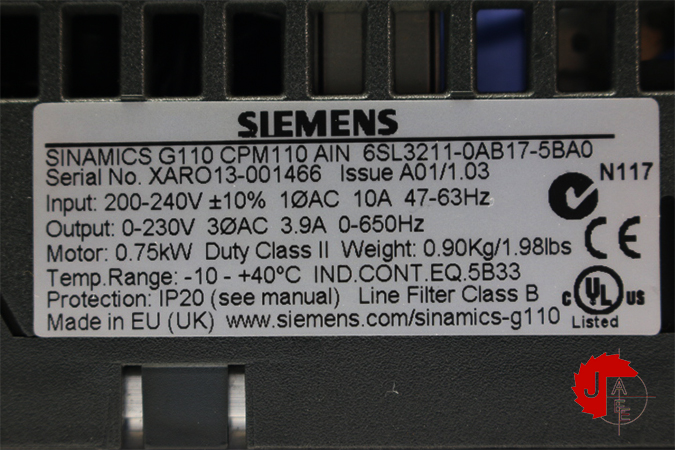 SIEMENS
SINAMICS G110 CPM110 AIN 6SL3211-0AB17-5BA0
Serial No. XARO13-001466 Issue A01/1.03
N117
Input: 200-240V ±10% 1ØAC 10A 47-63Hz
Output: 0-230V 3ØAC 3.9A 0-650Hz
CE
Motor: 0.75kW Duty Class II Weight: 0.90Kg/1.98lbs
Temp.Range: -10 - +40°C IND.CONT.EQ.5B33
Protection: IP20 (see manual) Line Filter Class B
c UL US
Listed
Made in EU (UK) www.siemens.com/sinamics-g110
J